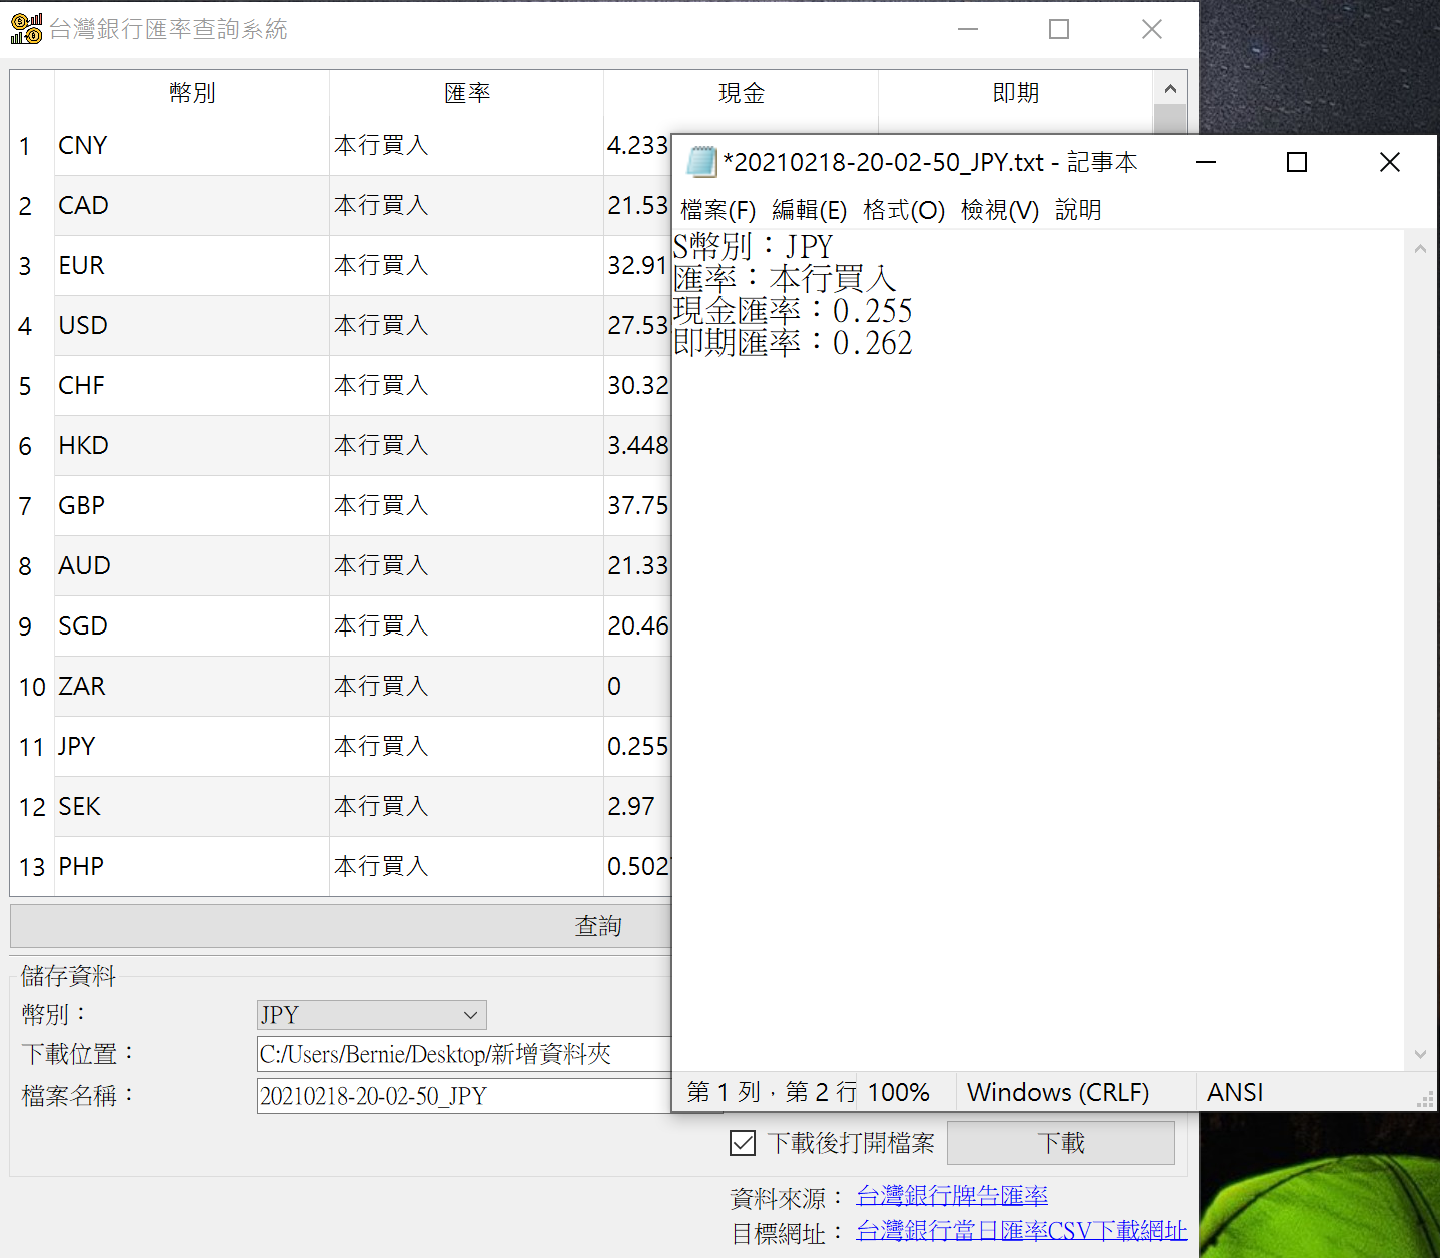 台灣銀行匯率查詢系統
幣別 匯率 現金 即期
1 CNY 本行買入 4.233
2 CAD 本行買入 21.53
3 EUR 本行買入 32.91
4 USD 本行買入 27.53
5 CHF 本行買入 30.32
6 HKD 本行買入 3.448
7 GBP 本行買入 37.75
8 AUD 本行買入 21.33
9 SGD 本行買入 20.46
10 ZAR 本行買入 0
11 JPY 本行買入 0.255
12 SEK 本行買入 2.97
13 PHP 本行買入 0.502
查詢
儲存資料
幣別：JPY
下載位置：C:/Users/Bernie/Desktop/新增資料夾
檔案名稱：20210218-20-02-50_JPY
下載後打開檔案 下載
資料來源：台灣銀行牌告匯率
目標網址：台灣銀行當日匯率CSV下載網址
*20210218-20-02-50_JPY.txt - 記事本
檔案(F) 編輯(E) 格式(O) 檢視(V) 說明
S幣別：JPY
匯率：本行買入
現金匯率：0.255
即期匯率：0.262
第 1 列，第 2 行 100% Windows (CRLF) ANSI